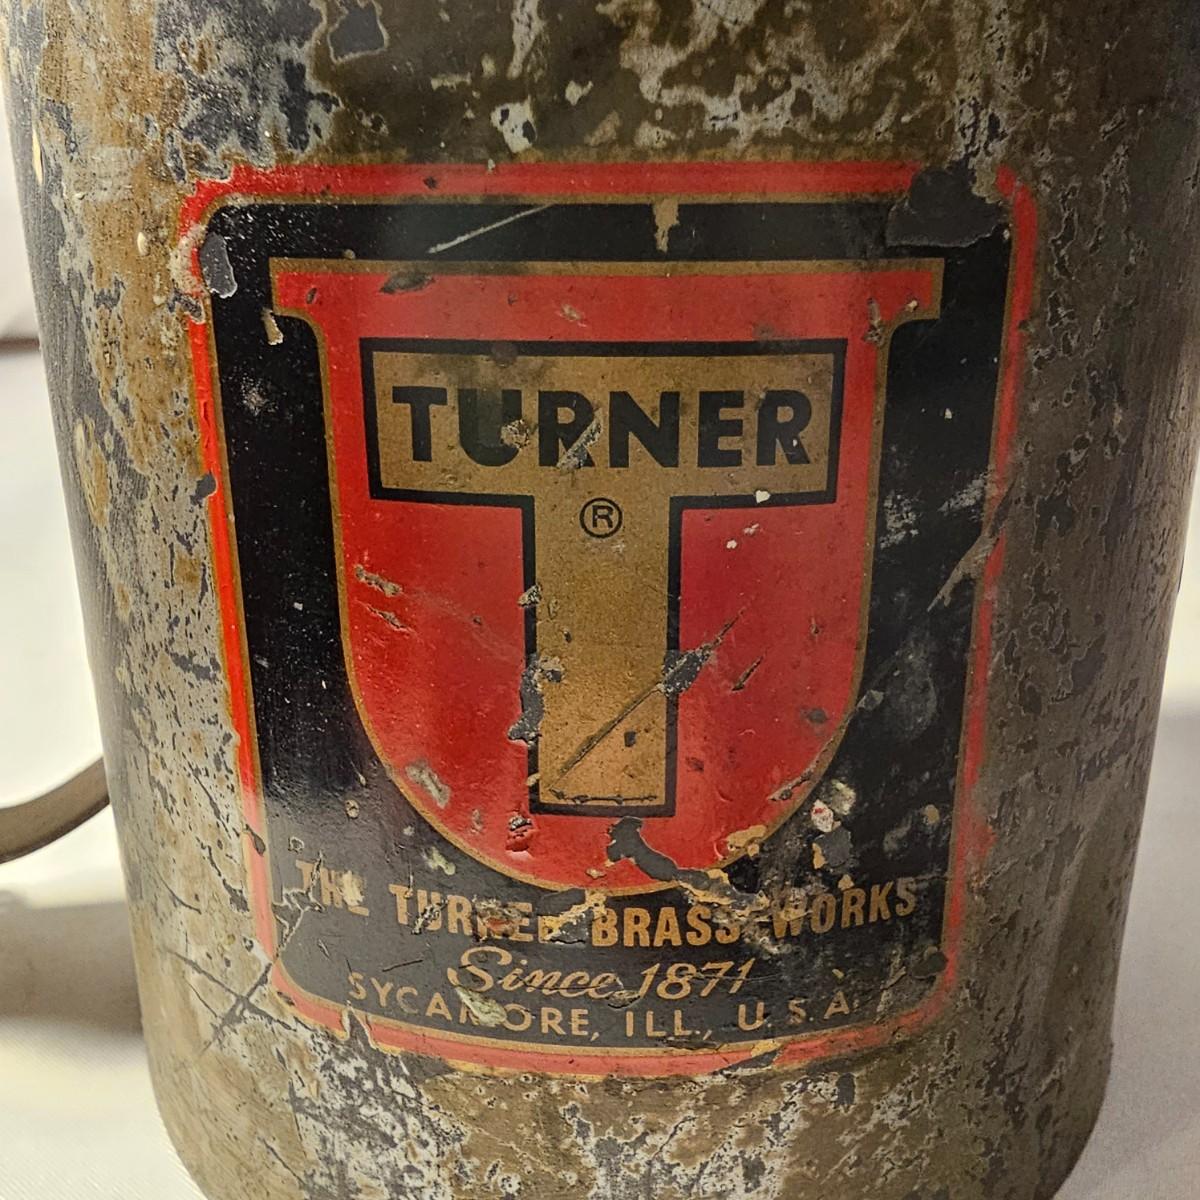 TURNER
®
T
THE TURNER BRASS WORKS
Since 1871
SYCAMORE, ILL., U.S.A.